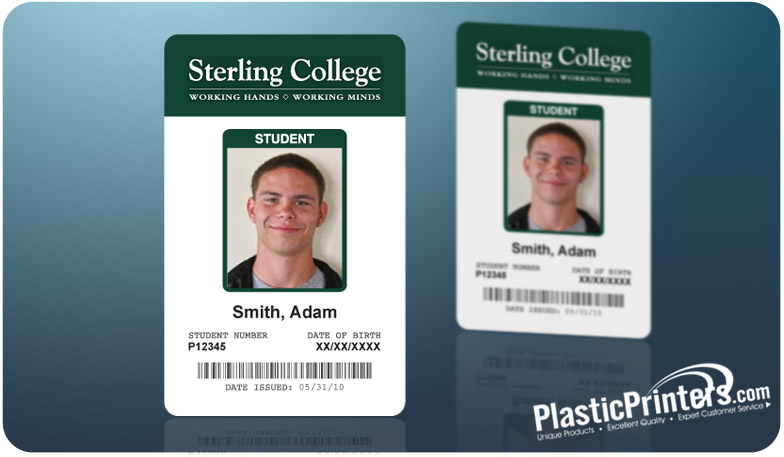 Sterling College
WORKING HANDS ◊ WORKING MINDS
STUDENT
Smith, Adam
STUDENT NUMBER DATE OF BIRTH
P12345 XX/XX/XXXX
DATE ISSUED: 05/31/10
Sterling College
WORKING HANDS ◊ WORKING MINDS
STUDENT
Smith, Adam
STUDENT NUMBER DATE OF BIRTH
P12345 XX/XX/XXXX
DATE ISSUED: 05/31/10
PlasticPrinters.com
Unique Products • Excellent Quality • Expert Customer Service